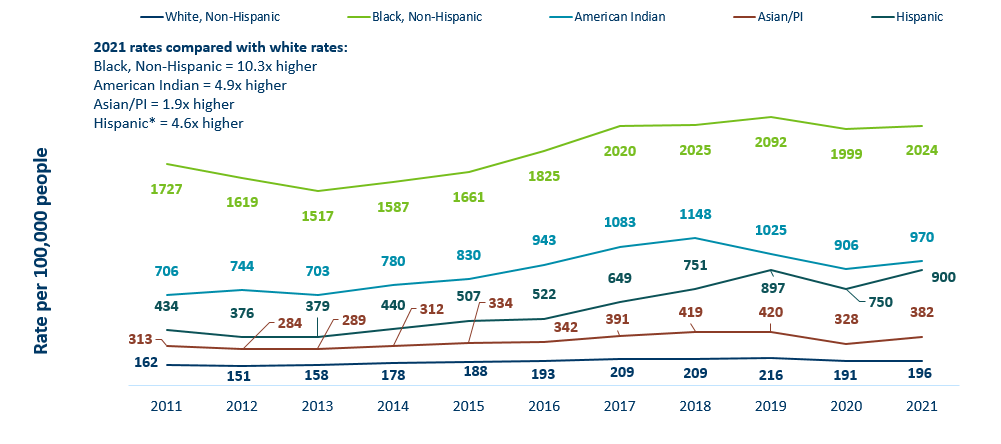 White, Non-Hispanic Black, Non-Hispanic American Indian Asian/PI Hispanic
2021 rates compared with white rates:
Black, Non-Hispanic = 10.3x higher
American Indian = 4.9x higher
Asian/PI = 1.9x higher
Hispanic* = 4.6x higher
Rate per 100,000 people
1727 1619 1517 1587 1661 1825 2020 2025 2092 1999 2024
706 744 703 780 830 943 1083 1148 1025 906 970
434 376 379 440 507 522 649 751 897 750 900
313 284 289 312 334 342 391 419 420 328 382
162 151 158 178 188 193 209 209 216 191 196
2011 2012 2013 2014 2015 2016 2017 2018 2019 2020 2021